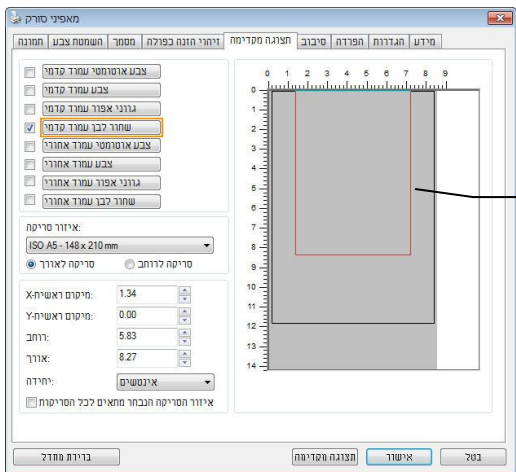 מאפיני סורק
תמונה השמטת צבע מסמך זיהוי הזנה כפולה תצוגה מקדימה סיבוב הפרדה הגדרות מידע
צבע אוטומטי עמוד קדמי
צבע עמוד קדמי
גרוני אפור עמוד קדמי
שחור לבן עמוד קדמי
צבע אוטומטי עמוד אחורי
צבע עמוד אחורי
גרוני אפור עמוד אחורי
שחור לבן עמוד אחורי
איזור סריקה:
ISO A5 - 148 x 210 mm
סריקה לאורך סריקה לרוחב
מיקום ראשית-X: 1.34
מיקום ראשית-Y: 0.00
רוחב: 5.83
אורך: 8.27
יחידה: אינטשים
איזור הסריקה הנבחר מתאים לכל הסריקות
0 1 2 3 4 5 6 7 8 9
0
1
2
3
4
5
6
7
8
9
10
11
12
13
14
ברירת מחדל תצוגה מקדימה אישור בטל